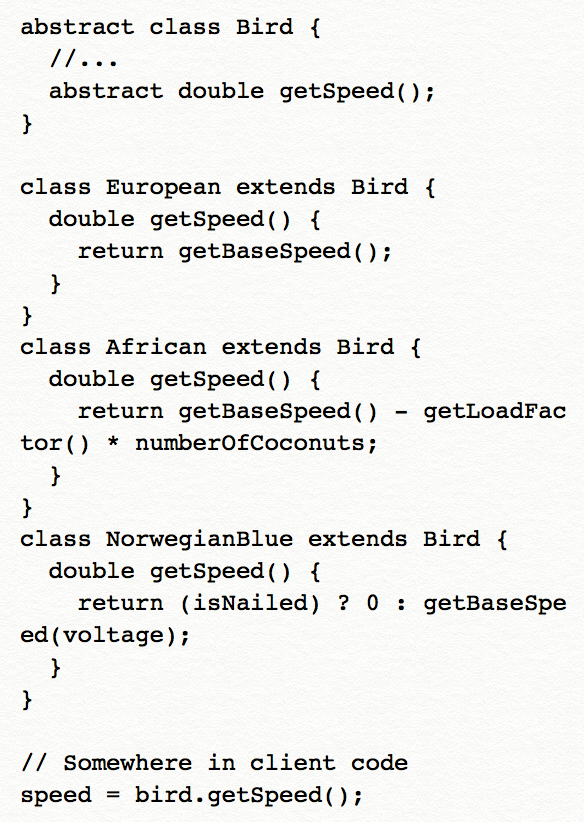 abstract class Bird {
  //...
  abstract double getSpeed();
}

class European extends Bird {
  double getSpeed() {
    return getBaseSpeed();
  }
}
class African extends Bird {
  double getSpeed() {
    return getBaseSpeed() - getLoadFac
tor() * numberOfCoconuts;
  }
}
class NorwegianBlue extends Bird {
  double getSpeed() {
    return (isNailed) ? 0 : getBaseSpe
ed(voltage);
  }
}

// Somewhere in client code
speed = bird.getSpeed();